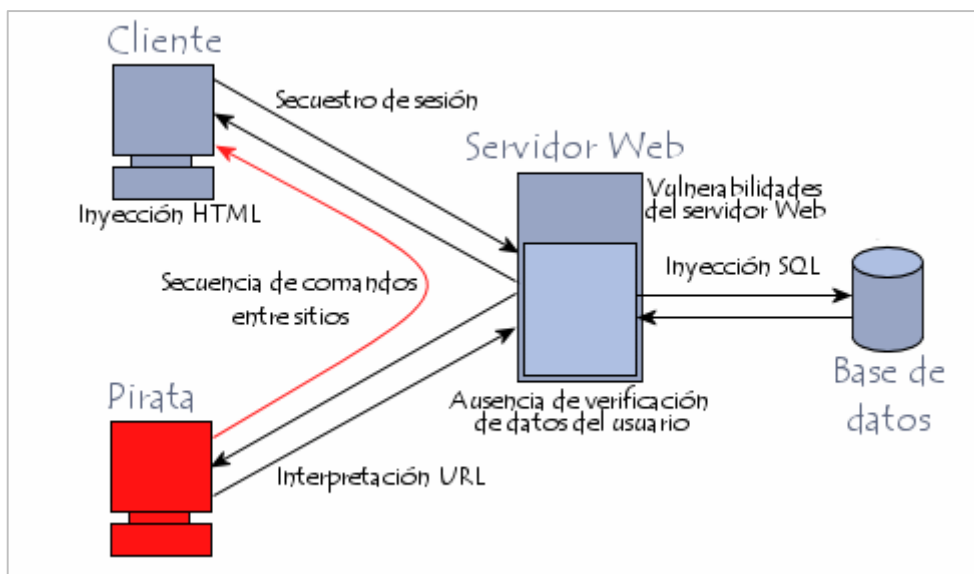 Cliente
Secuestro de sesión
Servidor Web
Inyección HTML
Vulnerabilidades
del servidor Web
Secuencia de comandos
entre sitios
Inyección SQL
Pirata
Ausencia de verificación
de datos del usuario
Base de
datos
Interpretación URL